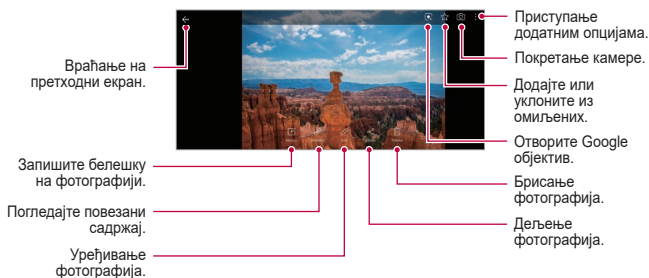 Враћање на
претходни екран.
Запишите белешку
на фотографији.
Погледајте повезани
садржај.
Уређивање
фотографија.
Приступање
додатним опцијама.
Покретање камере.
Додајте или
уклоните из
омиљених.
Отворите Google
објектив.
Брисање
фотографија.
Дељење
фотографија.